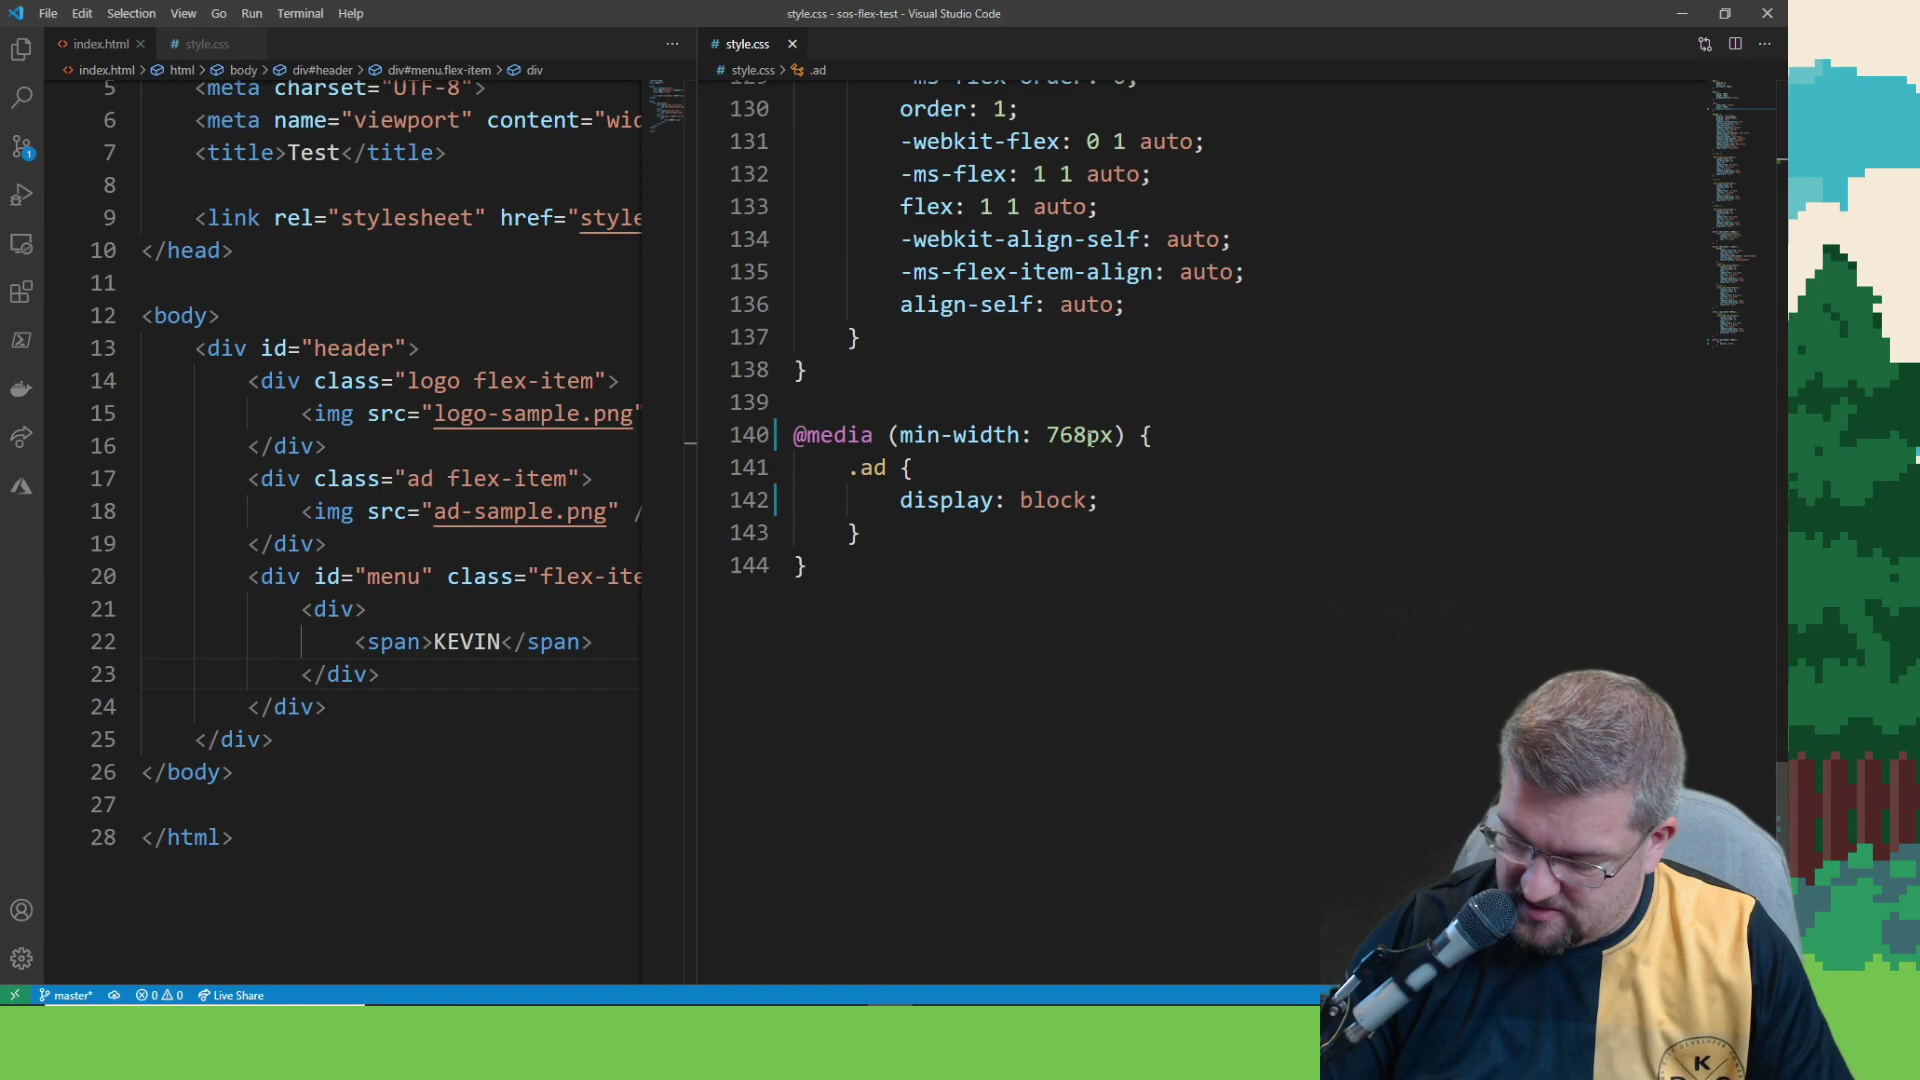 File Edit Selection View Go Run Terminal Help
style.css - sos-flex-test - Visual Studio Code
index.html
style.css
index.html > html > body > div#header > div#menu.flex-item > div
5 <meta charset="UTF-8">
6 <meta name="viewport" content="wid
7 <title>Test</title>
8
9 <link rel="stylesheet" href="style
10 </head>
11
12 <body>
13 <div id="header">
14 <div class="logo flex-item">
15 <img src="logo-sample.png"
16 </div>
17 <div class="ad flex-item">
18 <img src="ad-sample.png" /
19 </div>
20 <div id="menu" class="flex-ite
21 <div>
22 <span>KEVIN</span>
23 </div>
24 </div>
25 </div>
26 </body>
27
28 </html>
style.css
style.css > .ad
129 -ms-flex-order: 0;
130 order: 1;
131 -webkit-flex: 0 1 auto;
132 -ms-flex: 1 1 auto;
133 flex: 1 1 auto;
134 -webkit-align-self: auto;
135 -ms-flex-item-align: auto;
136 align-self: auto;
137 }
138 }
139
140 @media (min-width: 768px) {
141 .ad {
142 display: block;
143 }
144 }
1
master* 0 0 Live Share
K